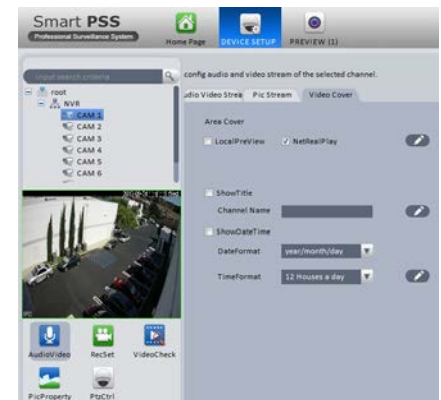 Smart PSS
Professional Surveillance System
Home Page
DEVICE SETUP
PREVIEW (1)
Input search criteria
config audio and video stream of the selected channel.
udio Video Strea
Pic Stream
Video Cover
root
NVR
CAM 1
CAM 2
CAM 3
CAM 4
CAM 5
CAM 6
Area Cover
LocalPreView
NetRealPlay
ShowTitle
Channel Name
ShowDateTime
DateFormat
year/month/day
TimeFormat
12 Houses a day
AudioVideo
RecSet
VideoCheck
PicProperty
PtzCtrl